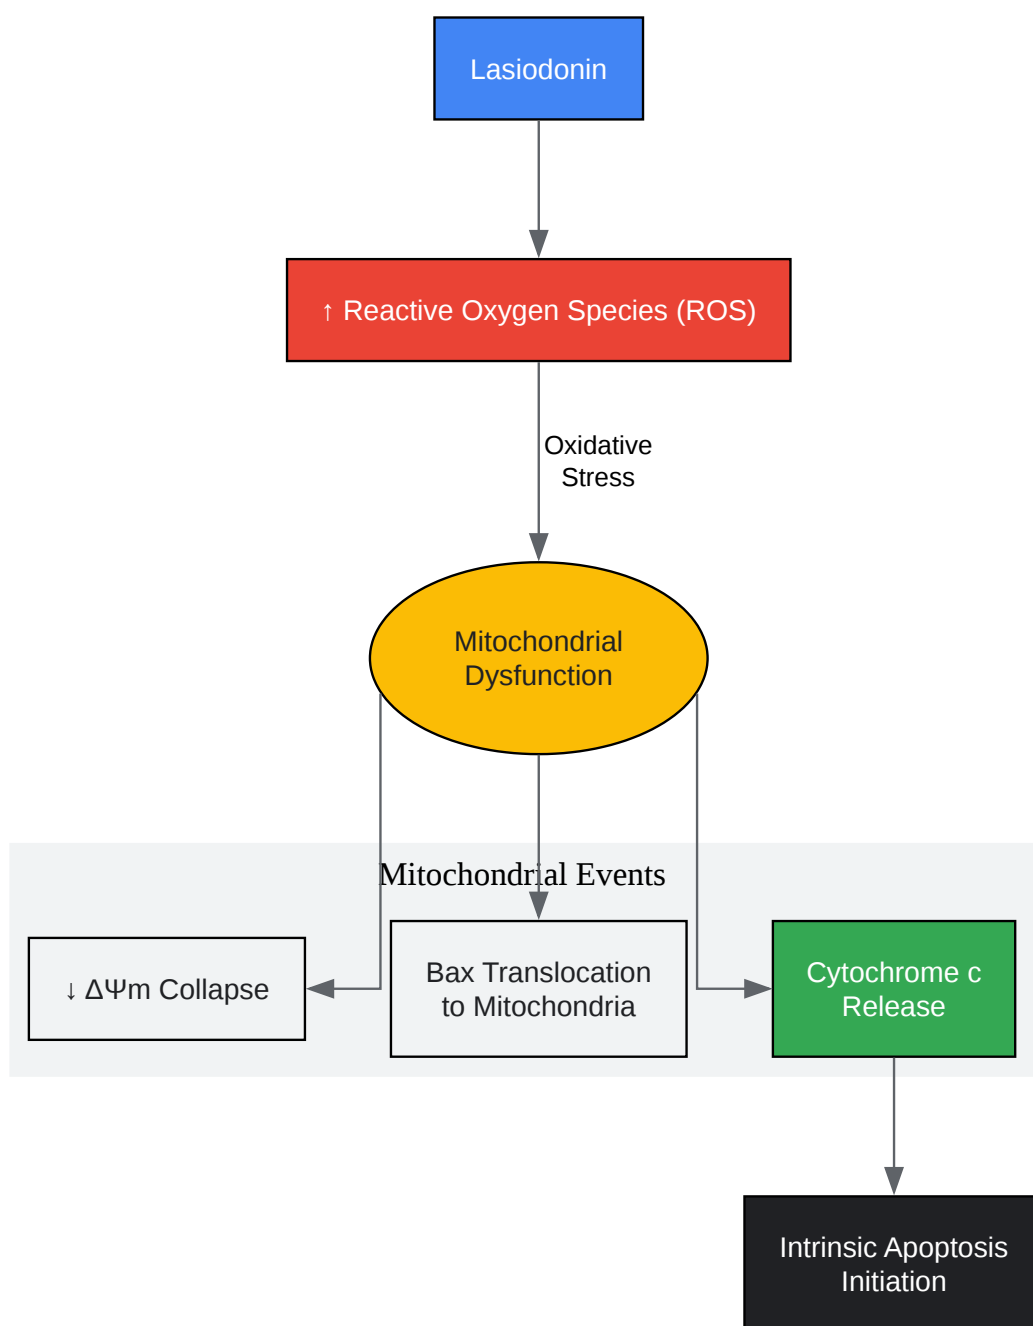 Lasiodonin
↑ Reactive Oxygen Species (ROS)
Oxidative
Stress
Mitochondrial
Dysfunction
Mitochondrial Events
↓ ΔΨm Collapse
Bax Translocation
to Mitochondria
Cytochrome c
Release
Intrinsic Apoptosis
Initiation